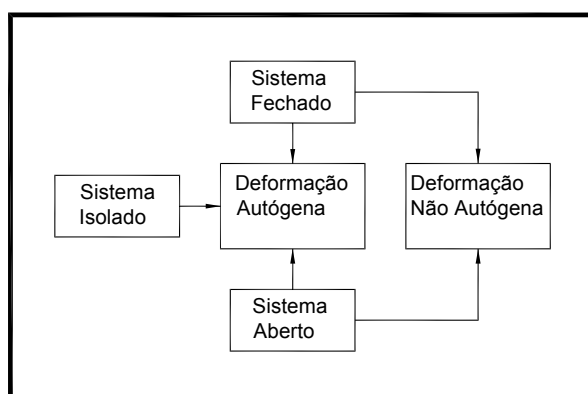 Sistema
Fechado
Sistema
Isolado
Deformação
Autógena
Deformação
Não Autógena
Sistema
Aberto